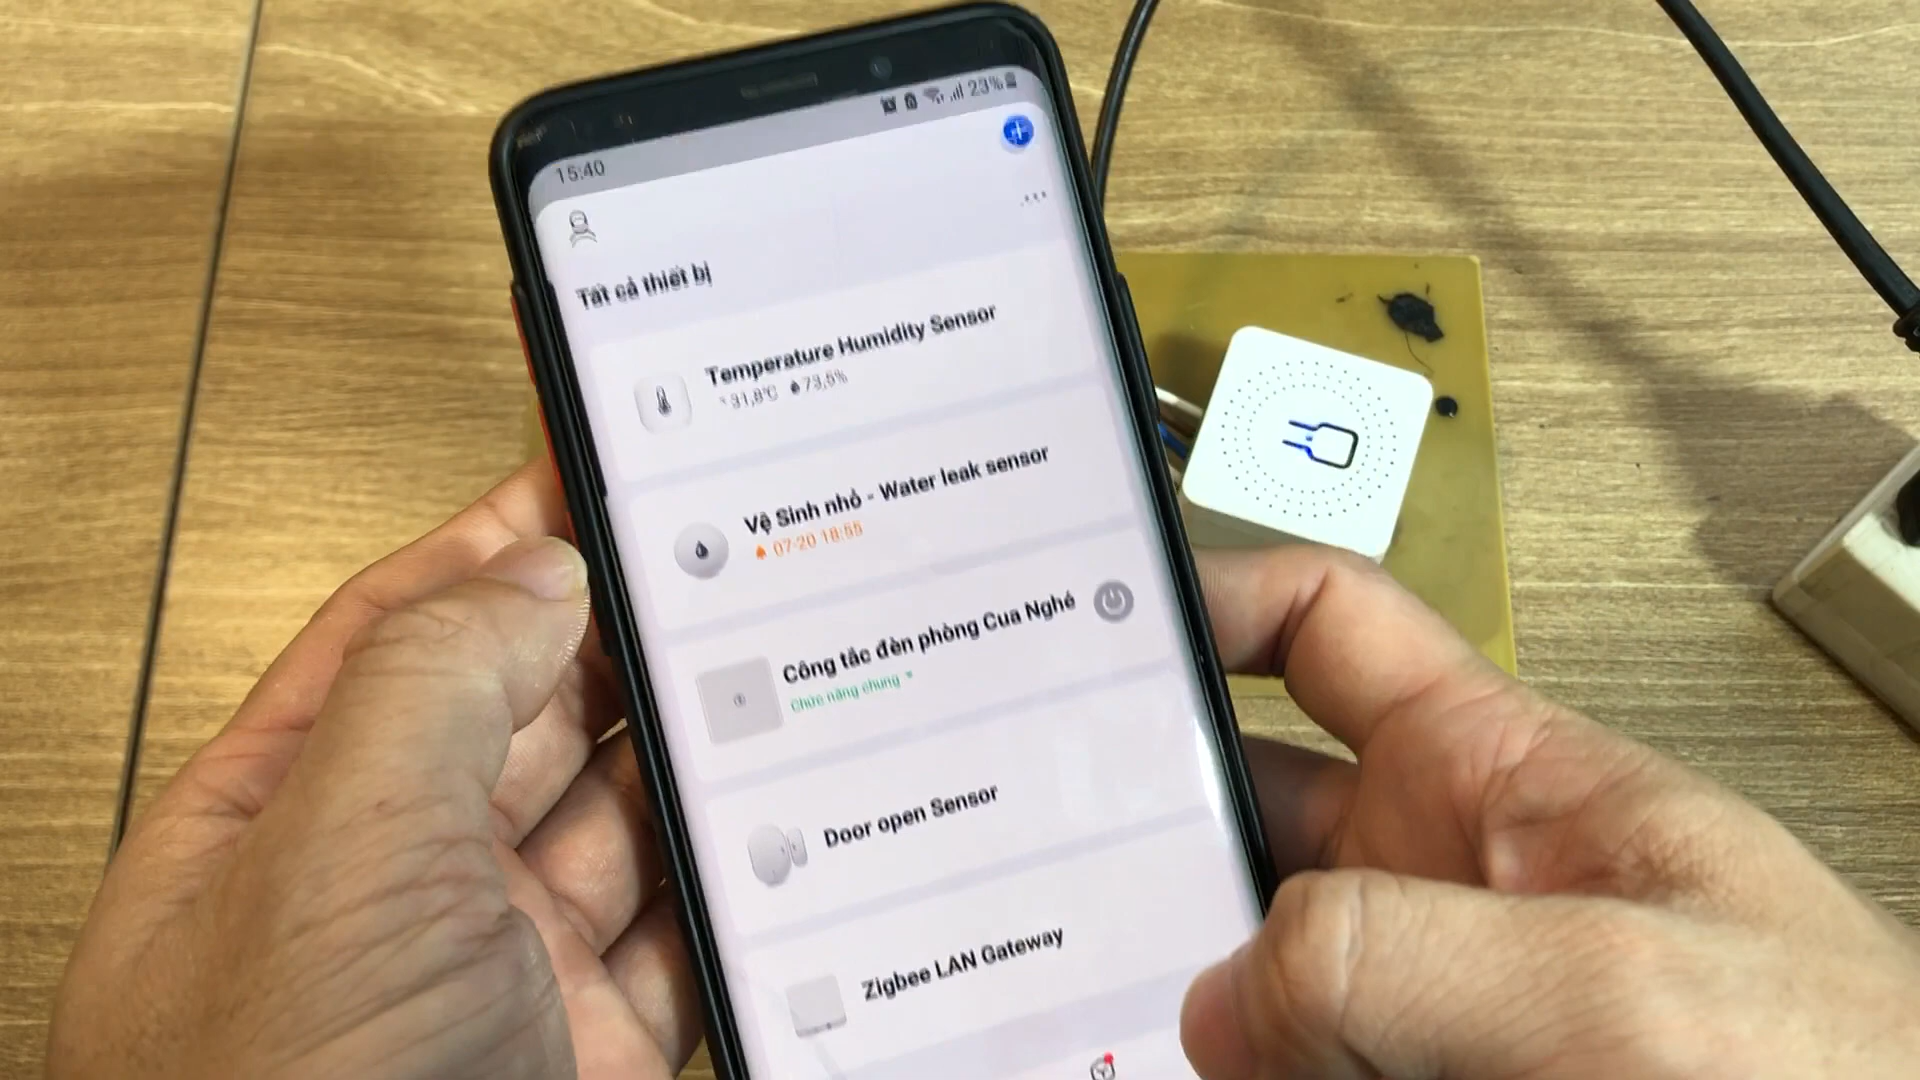 15:40
23%
Tất cả thiết bị
Temperature Humidity Sensor
31,8°C 73,5%
Vệ Sinh nhỏ - Water leak sensor
07-20 18:55
Công tắc đèn phòng Cua Nghé
Chức năng chung
Door open Sensor
Zigbee LAN Gateway